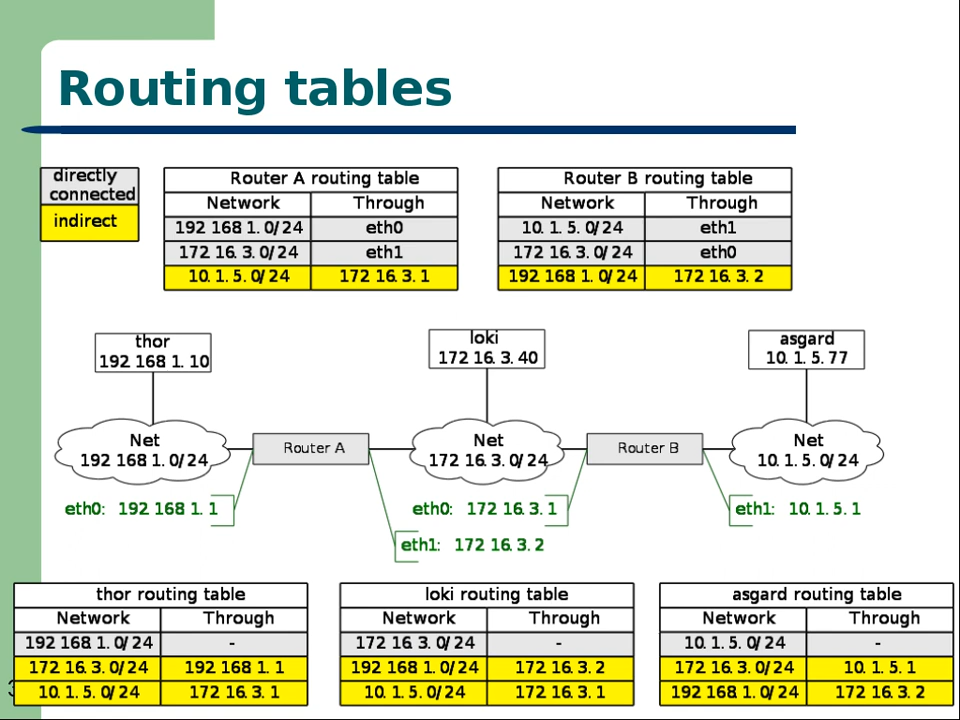 Routing tables
directly
connected
indirect
Router A routing table
Network Through
192.168.1.0/24 eth0
172.16.3.0/24 eth1
10.1.5.0/24 172.16.3.1
Router B routing table
Network Through
10.1.5.0/24 eth1
172.16.3.0/24 eth0
192.168.1.0/24 172.16.3.2
thor
192.168.1.10
loki
172.16.3.40
asgard
10.1.5.77
Net
192.168.1.0/24
Router A
Net
172.16.3.0/24
Router B
Net
10.1.5.0/24
eth0: 192.168.1.1
eth0: 172.16.3.1
eth1: 10.1.5.1
eth1: 172.16.3.2
thor routing table
Network Through
192.168.1.0/24 -
172.16.3.0/24 192.168.1.1
10.1.5.0/24 172.16.3.1
loki routing table
Network Through
172.16.3.0/24 -
192.168.1.0/24 172.16.3.2
10.1.5.0/24 172.16.3.1
asgard routing table
Network Through
10.1.5.0/24 -
172.16.3.0/24 10.1.5.1
192.168.1.0/24 172.16.3.2